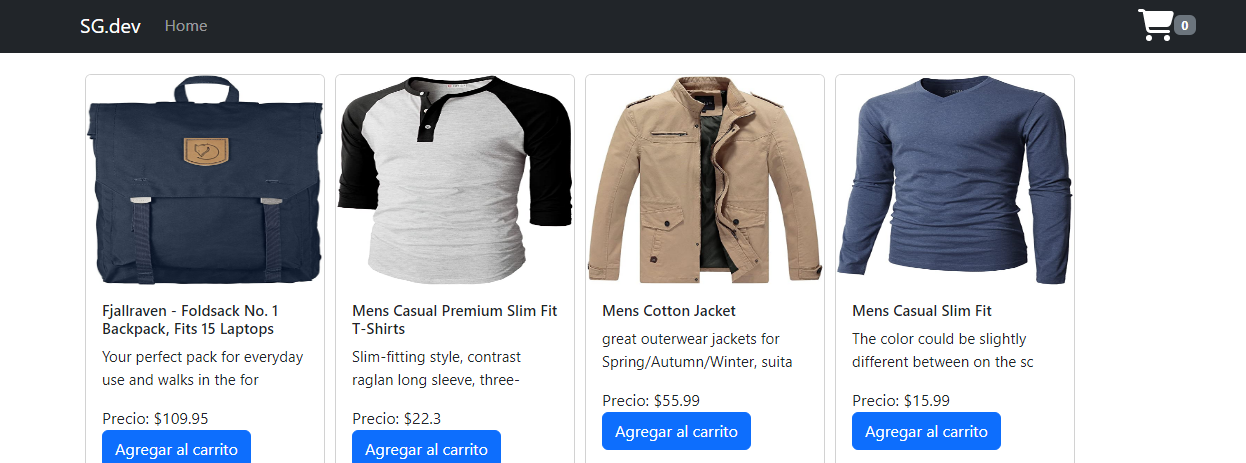 SG.dev Home 0
Fjallraven - Foldsack No. 1
Backpack, Fits 15 Laptops
Your perfect pack for everyday
use and walks in the for
Precio: $109.95
Agregar al carrito
Mens Casual Premium Slim Fit
T-Shirts
Slim-fitting style, contrast
raglan long sleeve, three-
Precio: $22.3
Agregar al carrito
Mens Cotton Jacket
great outerwear jackets for
Spring/Autumn/Winter, suita
Precio: $55.99
Agregar al carrito
Mens Casual Slim Fit
The color could be slightly
different between on the sc
Precio: $15.99
Agregar al carrito